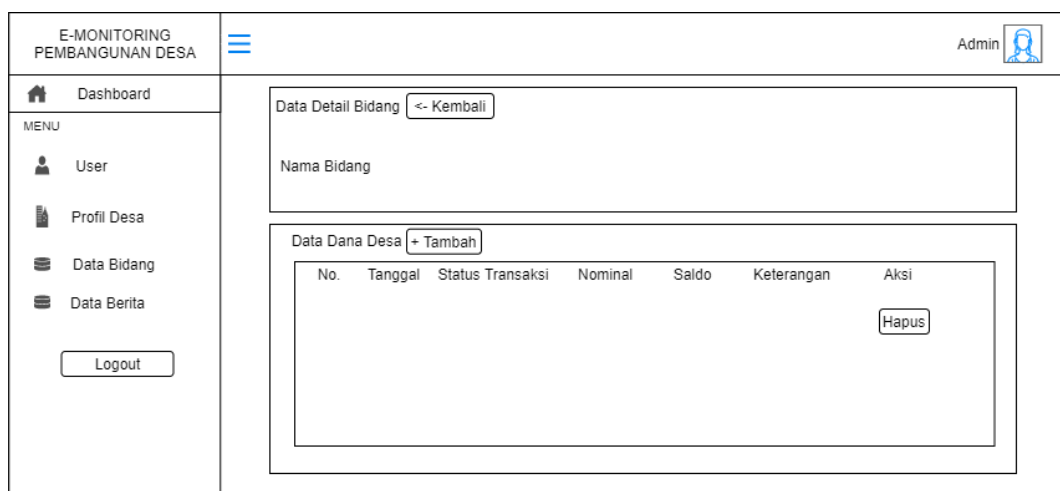 E-MONITORING
PEMBANGUNAN DESA
Admin
Dashboard
MENU
User
Profil Desa
Data Bidang
Data Berita
Logout
Data Detail Bidang <- Kembali
Nama Bidang
Data Dana Desa + Tambah
No. Tanggal Status Transaksi Nominal Saldo Keterangan Aksi
Hapus